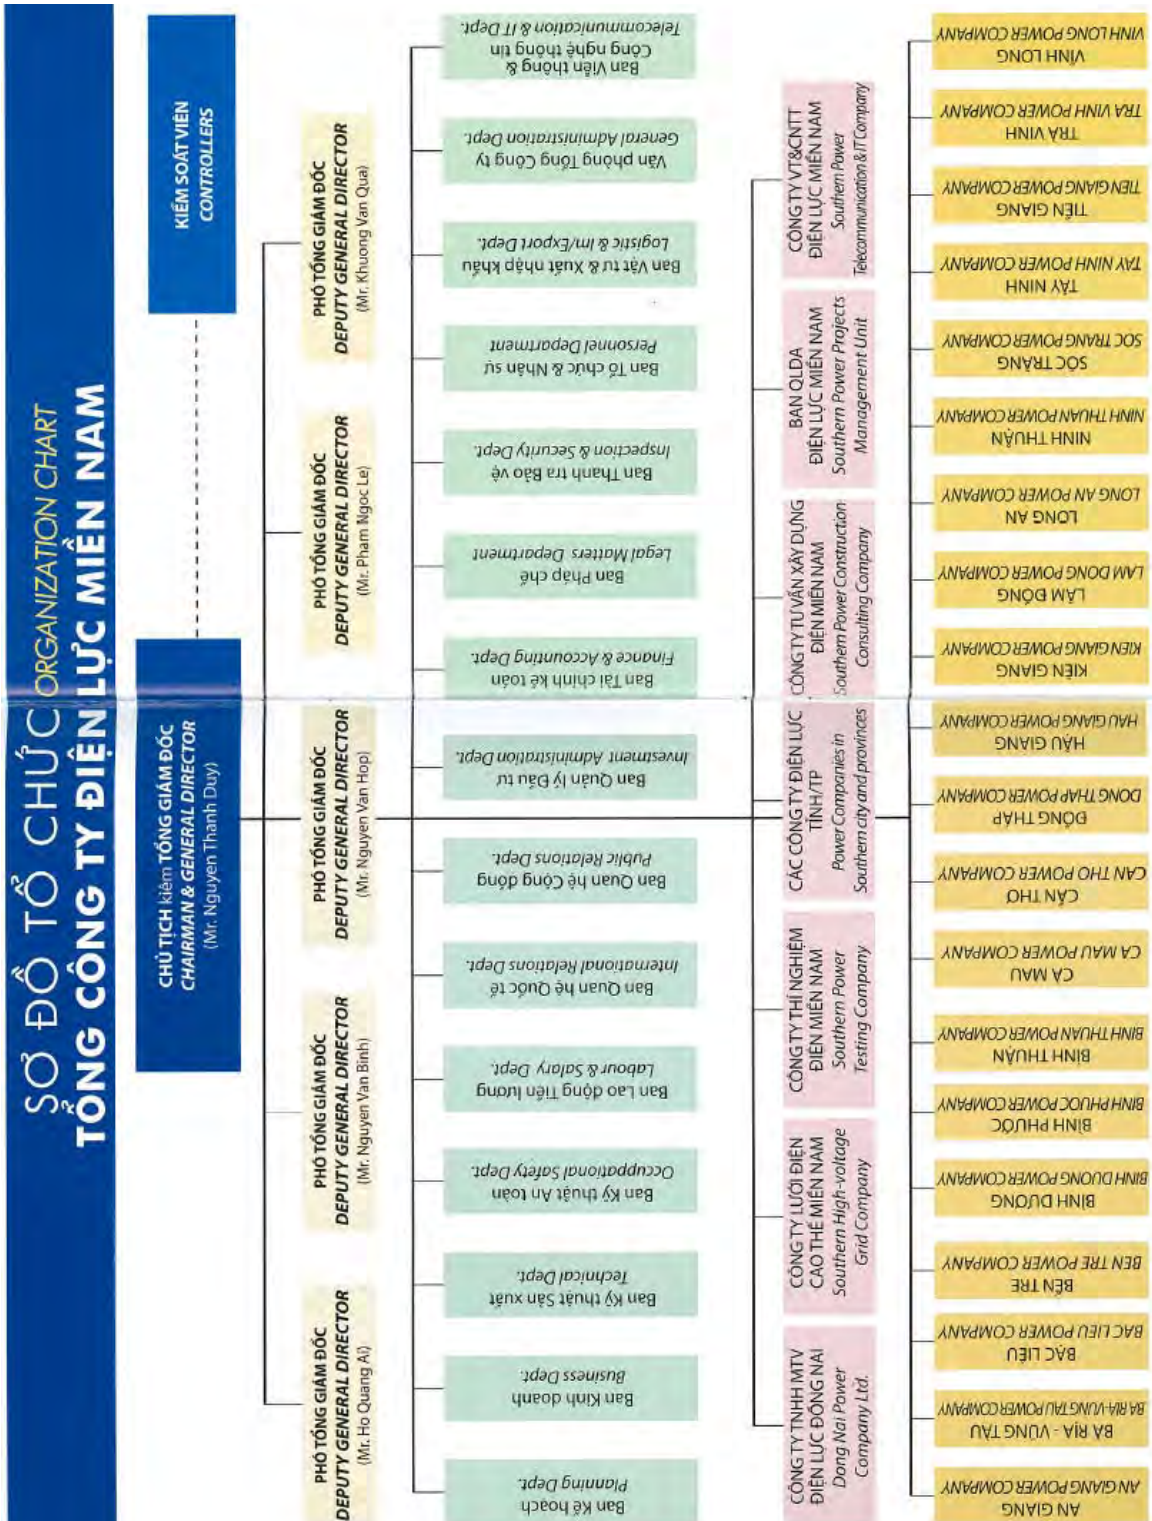 SƠ ĐỒ TỔ CHỨC ORGANIZATION CHART
TỔNG CÔNG TY ĐIỆN LỰC MIỀN NAM
CHỦ TỊCH kiêm TỔNG GIÁM ĐỐC
CHAIRMAN & GENERAL DIRECTOR
(Mr. Nguyen Thanh Duy)
KIỂM SOÁT VIÊN
CONTROLLERS
PHÓ TỔNG GIÁM ĐỐC
DEPUTY GENERAL DIRECTOR
(Mr. Ho Quang Ai)
PHÓ TỔNG GIÁM ĐỐC
DEPUTY GENERAL DIRECTOR
(Mr. Nguyen Van Binh)
PHÓ TỔNG GIÁM ĐỐC
DEPUTY GENERAL DIRECTOR
(Mr. Nguyen Van Hop)
PHÓ TỔNG GIÁM ĐỐC
DEPUTY GENERAL DIRECTOR
(Mr. Pham Ngoc Le)
PHÓ TỔNG GIÁM ĐỐC
DEPUTY GENERAL DIRECTOR
(Mr. Khuong Van Qua)
Ban Kế hoạch
Planning Dept.
Ban Kinh doanh
Business Dept.
Ban Kỹ thuật Sản xuất
Technical Dept.
Ban Kỹ thuật An toàn
Occuppational Safety Dept.
Ban Lao động Tiền lương
Labour & Salary Dept.
Ban Quan hệ Quốc tế
International Relations Dept.
Ban Quan hệ Cộng đồng
Public Relations Dept.
Ban Quản lý Đầu tư
Investment Administration Dept.
Ban Tài chính kế toán
Finance & Accounting Dept.
Ban Pháp chế
Legal Matters Department
Ban Thanh tra Bảo vệ
Inspection & Security Dept.
Ban Tổ chức & Nhân sự
Personnel Department
Ban Vật tư & Xuất nhập khẩu
Logistic & Im/Export Dept.
Văn phòng Tổng Công ty
General Administration Dept.
Ban Viễn thông &
Công nghệ thông tin
Telecommunication & IT Dept.
CÔNG TY TNHH MTV
ĐIỆN LỰC ĐỒNG NAI
Dong Nai Power
Company Ltd.
CÔNG TY LƯỚI ĐIỆN
CAO THẾ MIỀN NAM
Southern High-voltage
Grid Company
CÔNG TY THÍ NGHIỆM
ĐIỆN MIỀN NAM
Southern Power
Testing Company
CÁC CÔNG TY ĐIỆN LỰC
TỈNH/TP
Power Companies in
Southern city and provinces
CÔNG TY TƯ VẤN XÂY DỰNG
ĐIỆN MIỀN NAM
Southern Power Construction
Consulting Company
BAN QLDA
ĐIỆN LỰC MIỀN NAM
Southern Power Projects
Management Unit
CÔNG TY VT&CNTT
ĐIỆN LỰC MIỀN NAM
Southern Power
Telecommunication & IT Company
AN GIANG
AN GIANG POWER COMPANY
BÀ RỊA - VŨNG TÀU
BA RIA-VUNG TAU POWER COMPANY
BẠC LIÊU
BAC LIEU POWER COMPANY
BẾN TRE
BEN TRE POWER COMPANY
BÌNH DƯƠNG
BINH DUONG POWER COMPANY
BÌNH PHƯỚC
BINH PHUOC POWER COMPANY
BÌNH THUẬN
BINH THUAN POWER COMPANY
CÀ MAU
CA MAU POWER COMPANY
CẦN THƠ
CAN THO POWER COMPANY
ĐỒNG THÁP
DONG THAP POWER COMPANY
HẬU GIANG
HAU GIANG POWER COMPANY
KIÊN GIANG
KIEN GIANG POWER COMPANY
LÂM ĐỒNG
LAM DONG POWER COMPANY
LONG AN
LONG AN POWER COMPANY
NINH THUẬN
NINH THUAN POWER COMPANY
SÓC TRĂNG
SOC TRANG POWER COMPANY
TÂY NINH
TAY NINH POWER COMPANY
TIỀN GIANG
TIEN GIANG POWER COMPANY
TRÀ VINH
TRA VINH POWER COMPANY
VĨNH LONG
VINH LONG POWER COMPANY